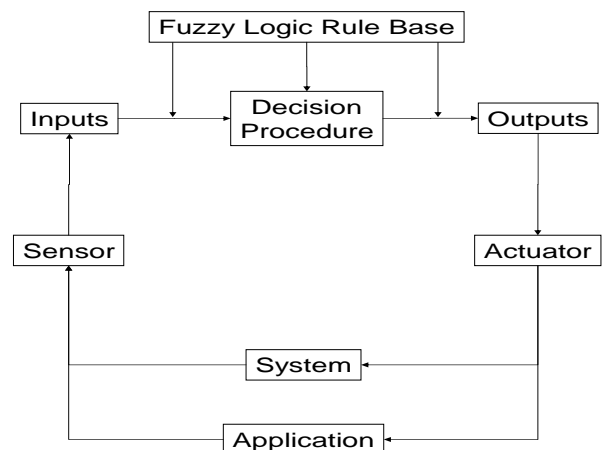 Fuzzy Logic Rule Base
Inputs
Decision
Procedure
Outputs
Sensor
Actuator
System
Application